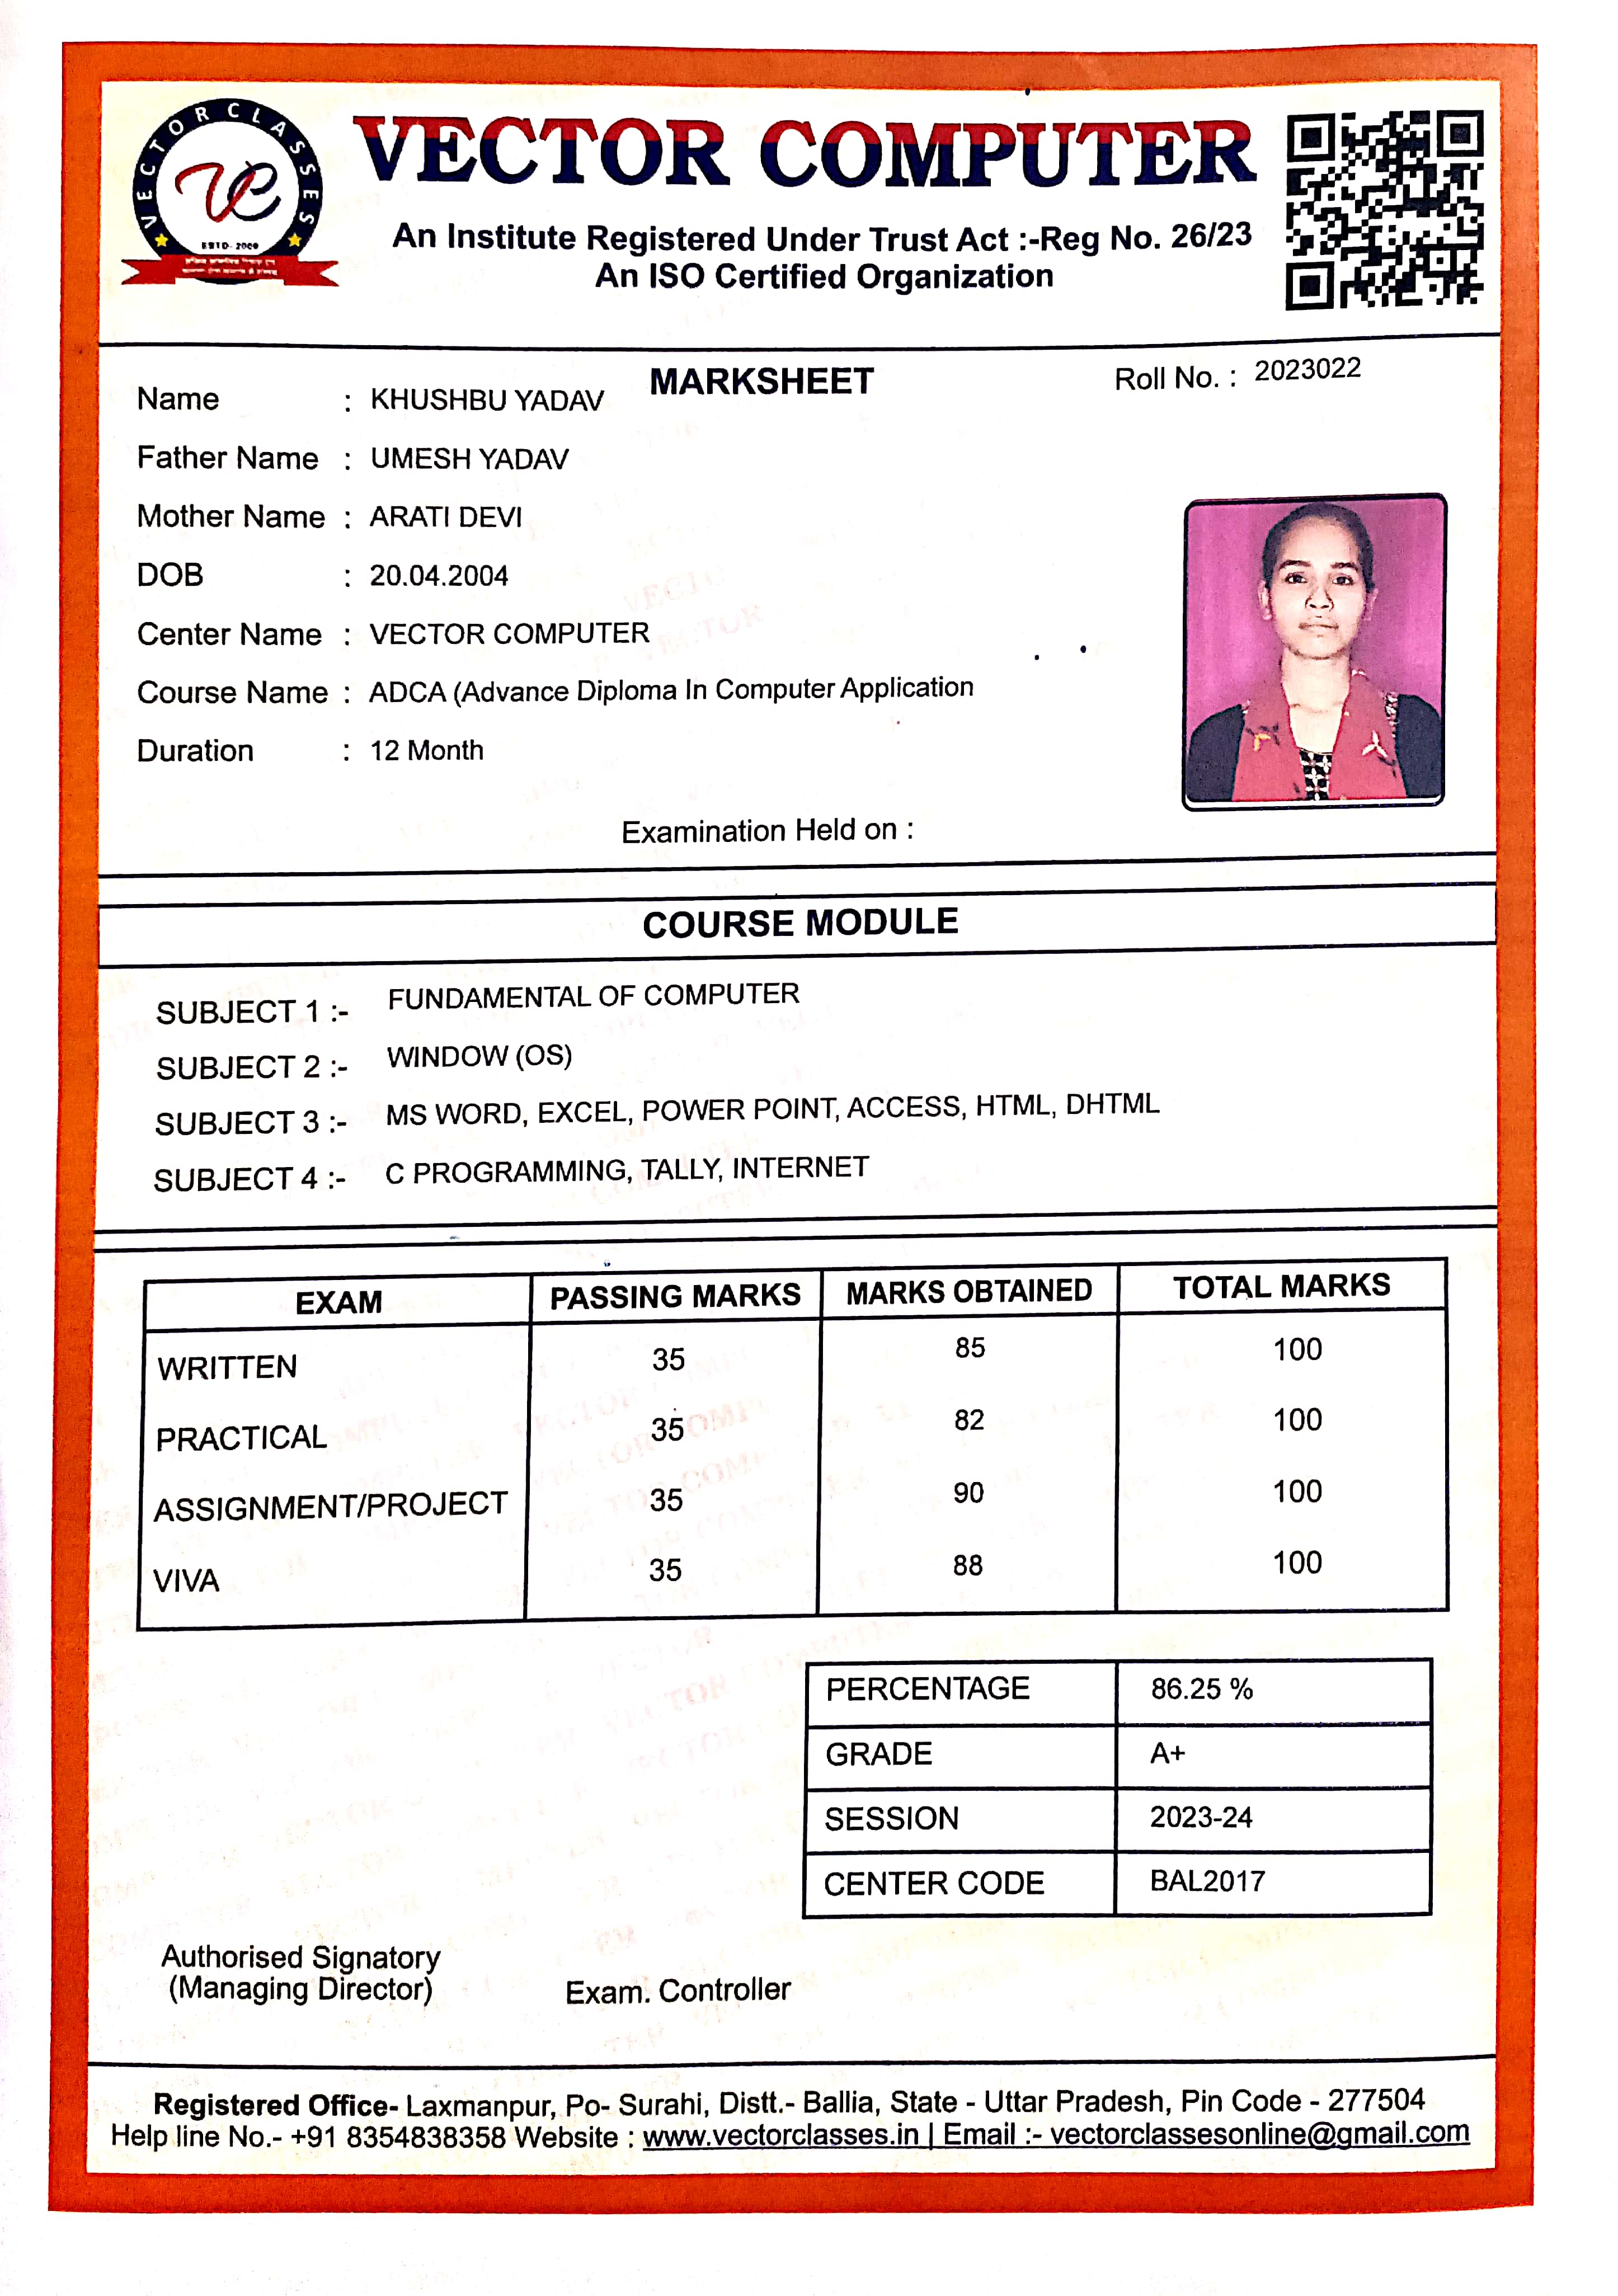 VECTOR CLASSES
VC
ESTD- 2009
VECTOR COMPUTER
An Institute Registered Under Trust Act :-Reg No. 26/23
An ISO Certified Organization
MARKSHEET
Roll No. : 2023022
Name : KHUSHBU YADAV
Father Name : UMESH YADAV
Mother Name : ARATI DEVI
DOB : 20.04.2004
Center Name : VECTOR COMPUTER
Course Name : ADCA (Advance Diploma In Computer Application
Duration : 12 Month
Examination Held on :
COURSE MODULE
SUBJECT 1 :- FUNDAMENTAL OF COMPUTER
SUBJECT 2 :- WINDOW (OS)
SUBJECT 3 :- MS WORD, EXCEL, POWER POINT, ACCESS, HTML, DHTML
SUBJECT 4 :- C PROGRAMMING, TALLY, INTERNET
EXAM PASSING MARKS MARKS OBTAINED TOTAL MARKS
WRITTEN 35 85 100
PRACTICAL 35 82 100
ASSIGNMENT/PROJECT 35 90 100
VIVA 35 88 100
PERCENTAGE 86.25 %
GRADE A+
SESSION 2023-24
CENTER CODE BAL2017
Authorised Signatory
(Managing Director)
Exam. Controller
Registered Office- Laxmanpur, Po- Surahi, Distt.- Ballia, State - Uttar Pradesh, Pin Code - 277504
Help line No.- +91 8354838358 Website : www.vectorclasses.in | Email :- vectorclassesonline@gmail.com